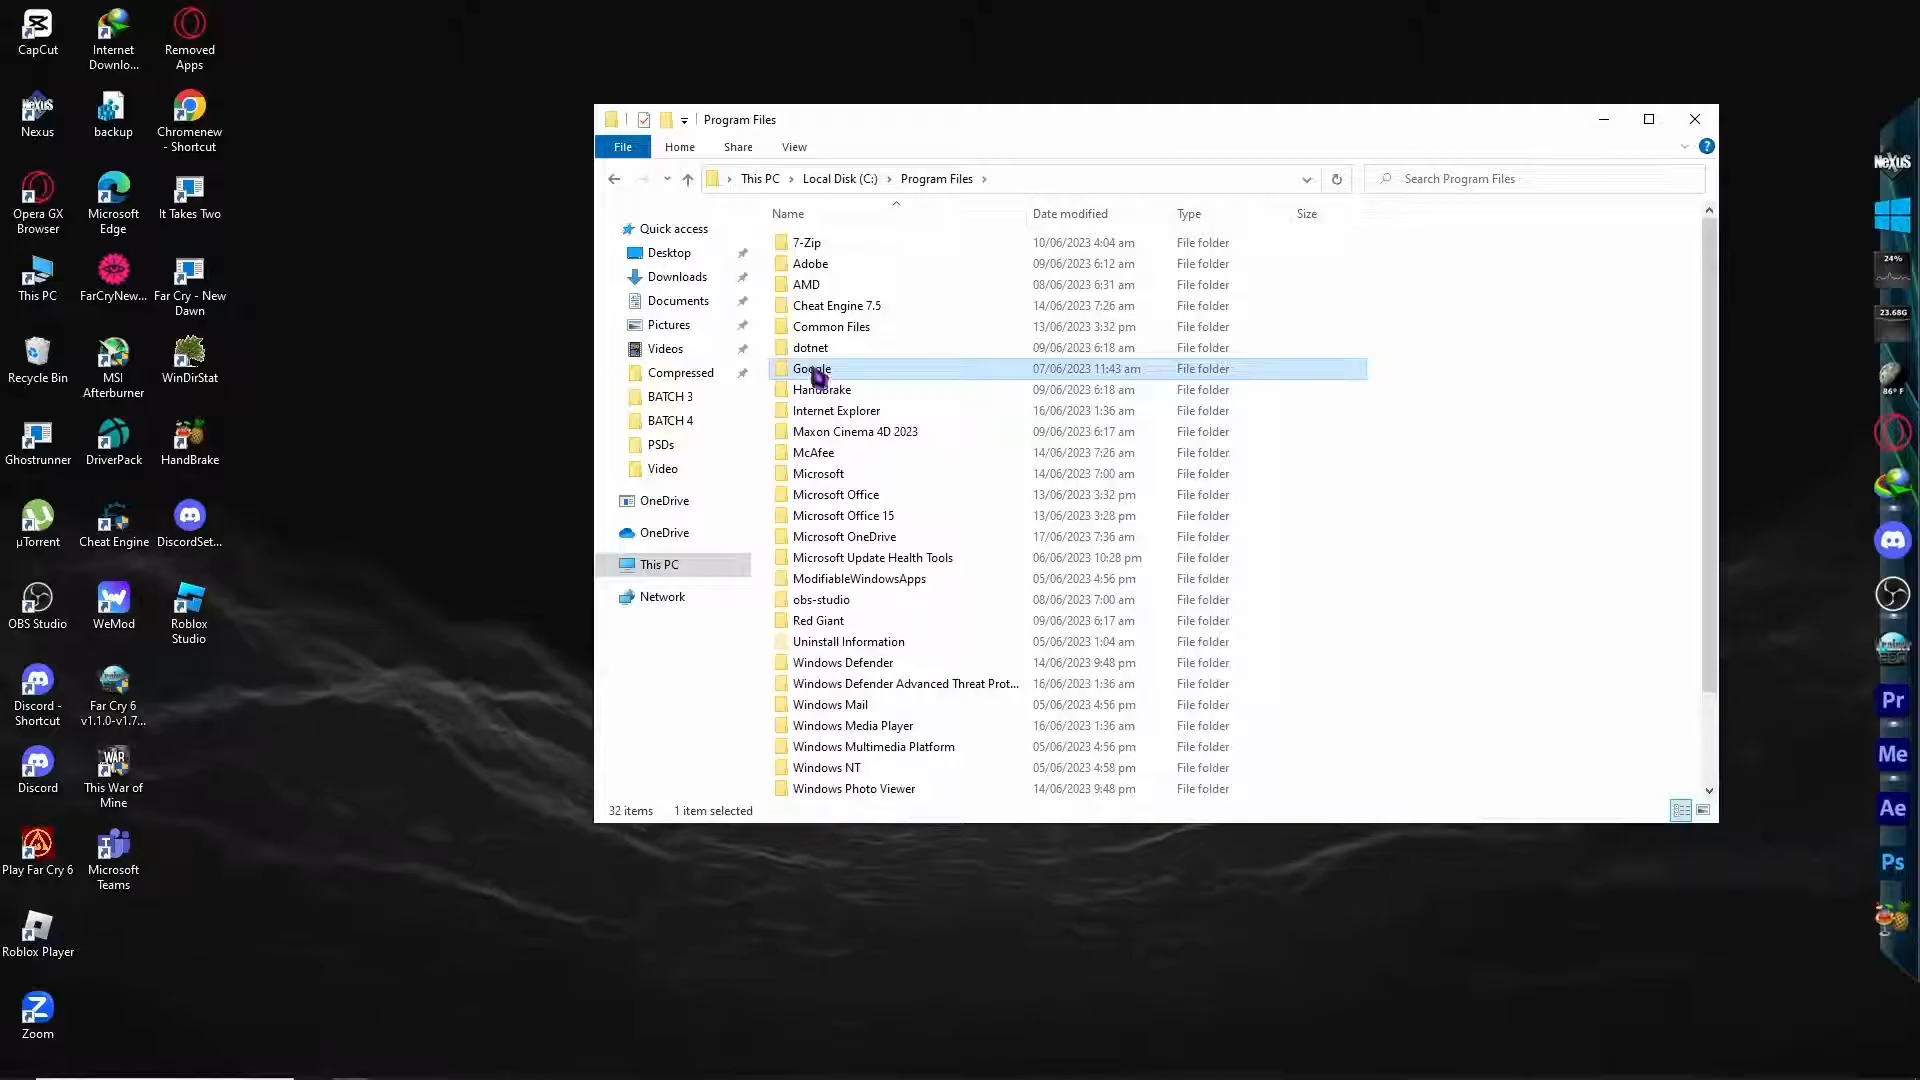 CapCut
Internet
Downlo...
Removed
Apps
Nexus
backup
Chromenew
- Shortcut
Opera GX
Browser
Microsoft
Edge
It Takes Two
This PC
FarCryNew...
Far Cry - New
Dawn
Recycle Bin
MSI
Afterburner
WinDirStat
Ghostrunner
DriverPack
HandBrake
µTorrent
Cheat Engine
DiscordSet...
OBS Studio
WeMod
Roblox
Studio
Discord -
Shortcut
Far Cry 6
v1.1.0-v1.7...
Discord
WAR
This War of
Mine
Play Far Cry 6
Microsoft
Teams
Roblox Player
Zoom
Program Files
File Home Share View
This PC Local Disk (C:) Program Files
Search Program Files
Quick access
Desktop
Downloads
Documents
Pictures
Videos
Compressed
BATCH 3
BATCH 4
PSDs
Video
OneDrive
OneDrive
This PC
Network
Name Date modified Type Size
7-Zip 10/06/2023 4:04 am File folder
Adobe 09/06/2023 6:12 am File folder
AMD 08/06/2023 6:31 am File folder
Cheat Engine 7.5 14/06/2023 7:26 am File folder
Common Files 13/06/2023 3:32 pm File folder
dotnet 09/06/2023 6:18 am File folder
Google 07/06/2023 11:43 am File folder
HandBrake 09/06/2023 6:18 am File folder
Internet Explorer 16/06/2023 1:36 am File folder
Maxon Cinema 4D 2023 09/06/2023 6:17 am File folder
McAfee 14/06/2023 7:26 am File folder
Microsoft 14/06/2023 7:00 am File folder
Microsoft Office 13/06/2023 3:32 pm File folder
Microsoft Office 15 13/06/2023 3:28 pm File folder
Microsoft OneDrive 17/06/2023 7:36 am File folder
Microsoft Update Health Tools 06/06/2023 10:28 pm File folder
ModifiableWindowsApps 05/06/2023 4:56 pm File folder
obs-studio 08/06/2023 7:00 am File folder
Red Giant 09/06/2023 6:17 am File folder
Uninstall Information 05/06/2023 1:04 am File folder
Windows Defender 14/06/2023 9:48 pm File folder
Windows Defender Advanced Threat Prot... 16/06/2023 1:36 am File folder
Windows Mail 05/06/2023 4:56 pm File folder
Windows Media Player 16/06/2023 1:36 am File folder
Windows Multimedia Platform 05/06/2023 4:56 pm File folder
Windows NT 05/06/2023 4:58 pm File folder
Windows Photo Viewer 14/06/2023 9:48 pm File folder
32 items 1 item selected
NeXuS
24%
23.68G
86° F
Pr
Me
Ae
Ps